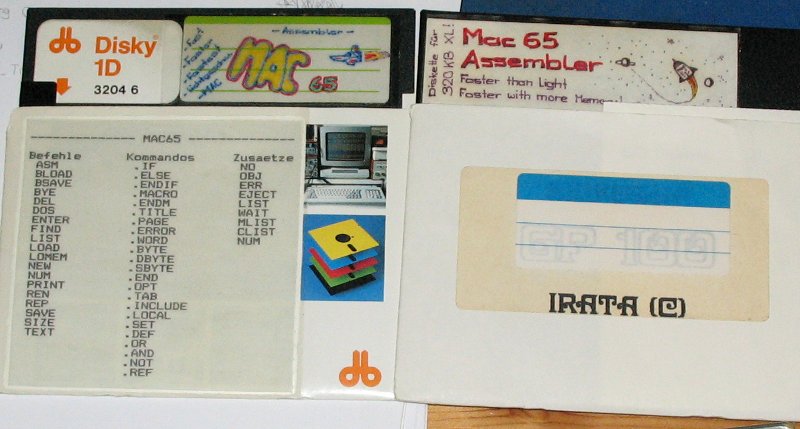 Disky
1D
3204 6
- Assembler -
MAC
65
- MAC
Diskette für
320 KB XL!
Mac 65
Assembler
Faster than Light
Faster with more Memory!
MAC65
Befehle
ASM
BLOAD
BSAVE
BYE
DEL
DOS
ENTER
FIND
LIST
LOAD
LOMEM
NEW
NUM
PRINT
REN
REP
SAVE
SIZE
TEXT
Kommandos
.IF
.ELSE
.ENDIF
.MACRO
.ENDM
.TITLE
.PAGE
.ERROR
.WORD
.BYTE
.DBYTE
.SBYTE
.END
.OPT
.TAB
.INCLUDE
.LOCAL
.SET
.DEF
.OR
.AND
.NOT
.REF
Zusaetze
NO
OBJ
ERR
EJECT
LIST
WAIT
MLIST
CLIST
NUM
IRATA (C)